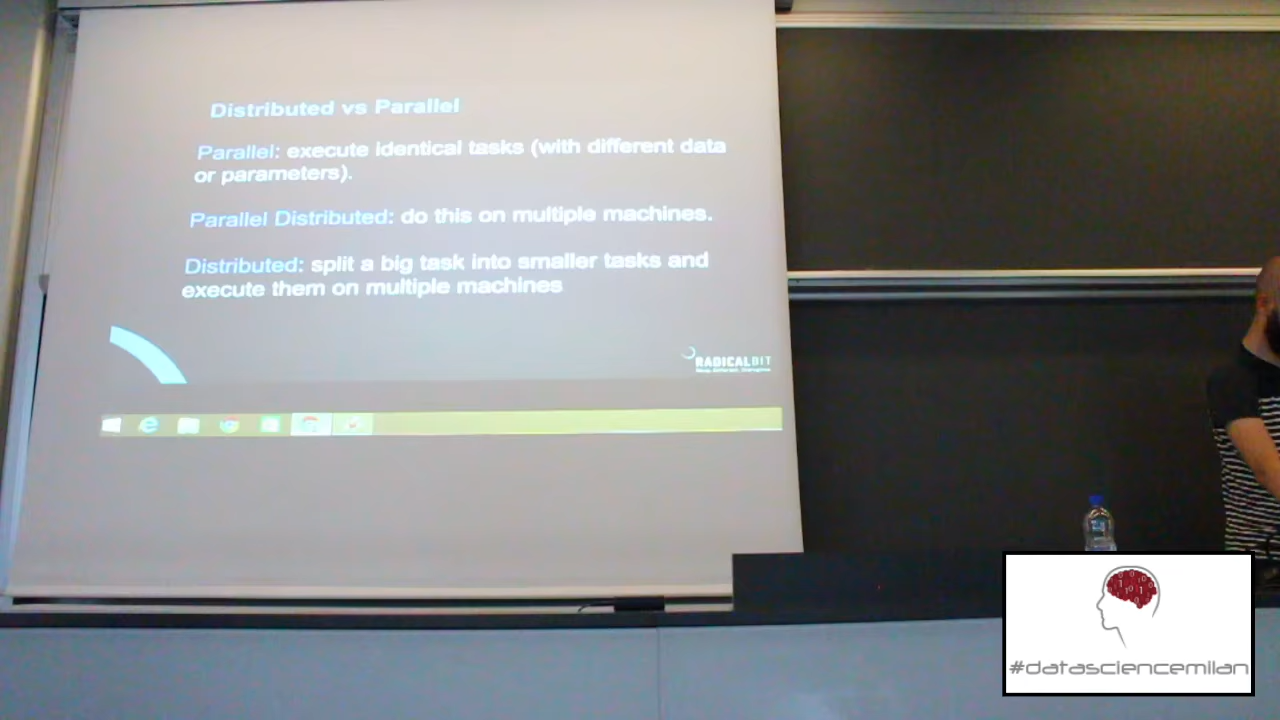 Distributed vs Parallel
Parallel: execute identical tasks (with different data
or parameters).
Parallel Distributed: do this on multiple machines.
Distributed: split a big task into smaller tasks and
execute them on multiple machines
RADICALBIT
#datasciencemilan